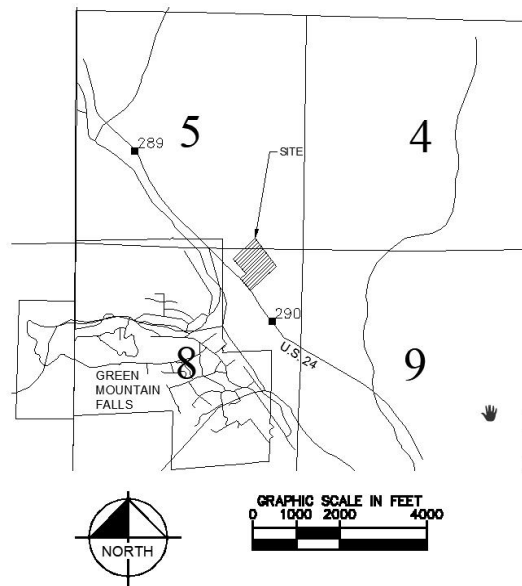 5
4
289
SITE
290
U.S. 24
8
9
GREEN
MOUNTAIN
FALLS
NORTH
GRAPHIC SCALE IN FEET
0 1000 2000 4000